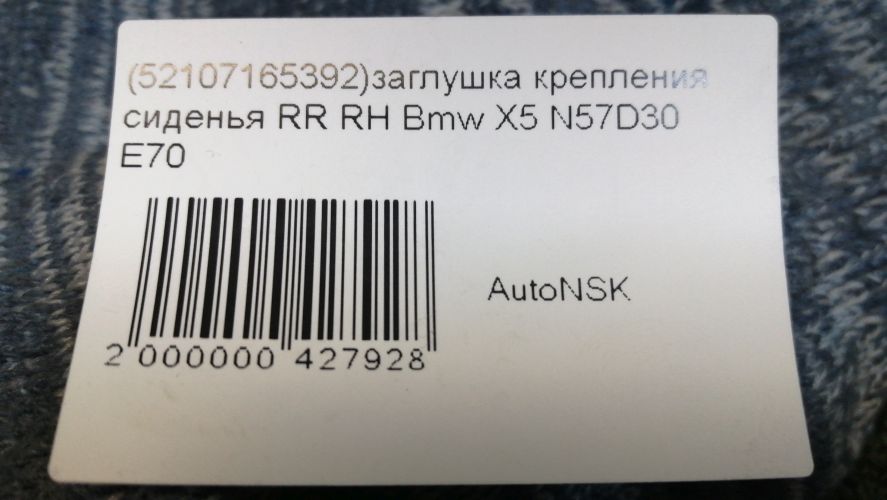 (52107165392)заглушка крепления
сиденья RR RH Bmw X5 N57D30
E70
AutoNSK
2 000000 427928